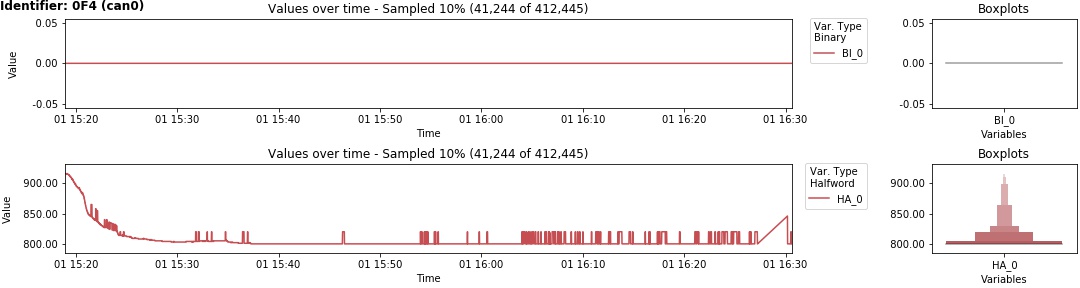 Identifier: 0F4 (can0)
Values over time - Sampled 10% (41,244 of 412,445)
Boxplots
Value
0.05
0.00
-0.05
01 15:20 01 15:30 01 15:40 01 15:50 01 16:00 01 16:10 01 16:20 01 16:30
Time
Var. Type
Binary
BI_0
0.05
0.00
-0.05
BI_0
Variables
Values over time - Sampled 10% (41,244 of 412,445)
Boxplots
Value
900.00
850.00
800.00
01 15:20 01 15:30 01 15:40 01 15:50 01 16:00 01 16:10 01 16:20 01 16:30
Time
Var. Type
Halfword
HA_0
900.00
850.00
800.00
HA_0
Variables